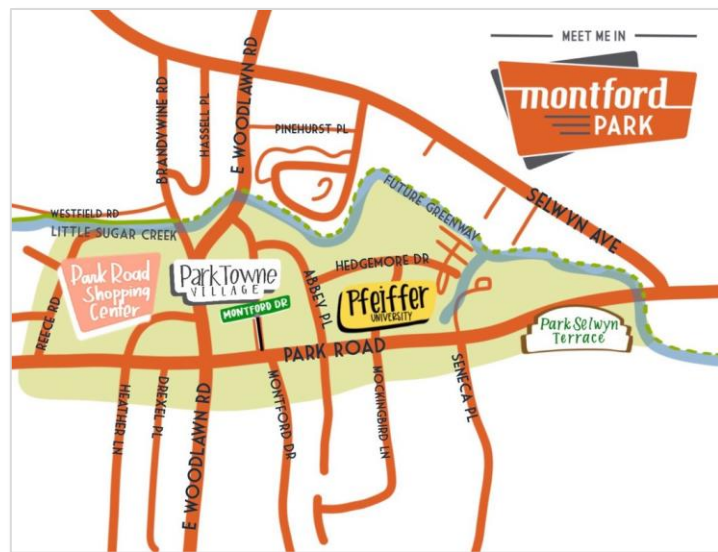 MEET ME IN
montford
PARK
BRANDYWINE RD
HASSELL PL
E WOODLAWN RD
PINEHURST PL
SELWYN AVE
FUTURE GREENWAY
WESTFIELD RD
LITTLE SUGAR CREEK
REECE RD
Park Road
Shopping
Center
ParkTowne
VILLAGE
MONTFORD DR
ABBEY PL
HEDGEMORE DR
Pfeiffer
UNIVERSITY
Park Selwyn
Terrace
PARK ROAD
HEATHER LN
DREXEL PL
E WOODLAWN RD
MONTFORD DR
MOCKINGBIRD LN
SENECA PL